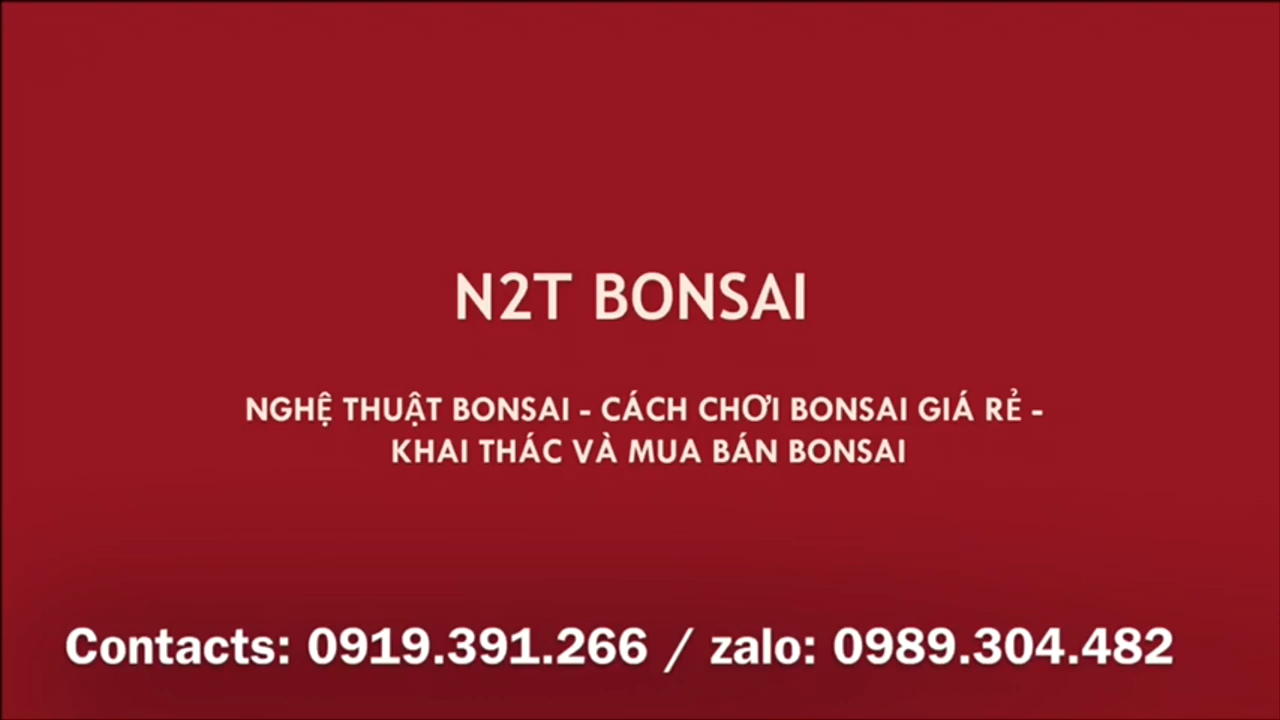 N2T BONSAI
NGHỆ THUẬT BONSAI - CÁCH CHƠI BONSAI GIÁ RẺ -
KHAI THÁC VÀ MUA BÁN BONSAI
Contacts: 0919.391.266 / zalo: 0989.304.482